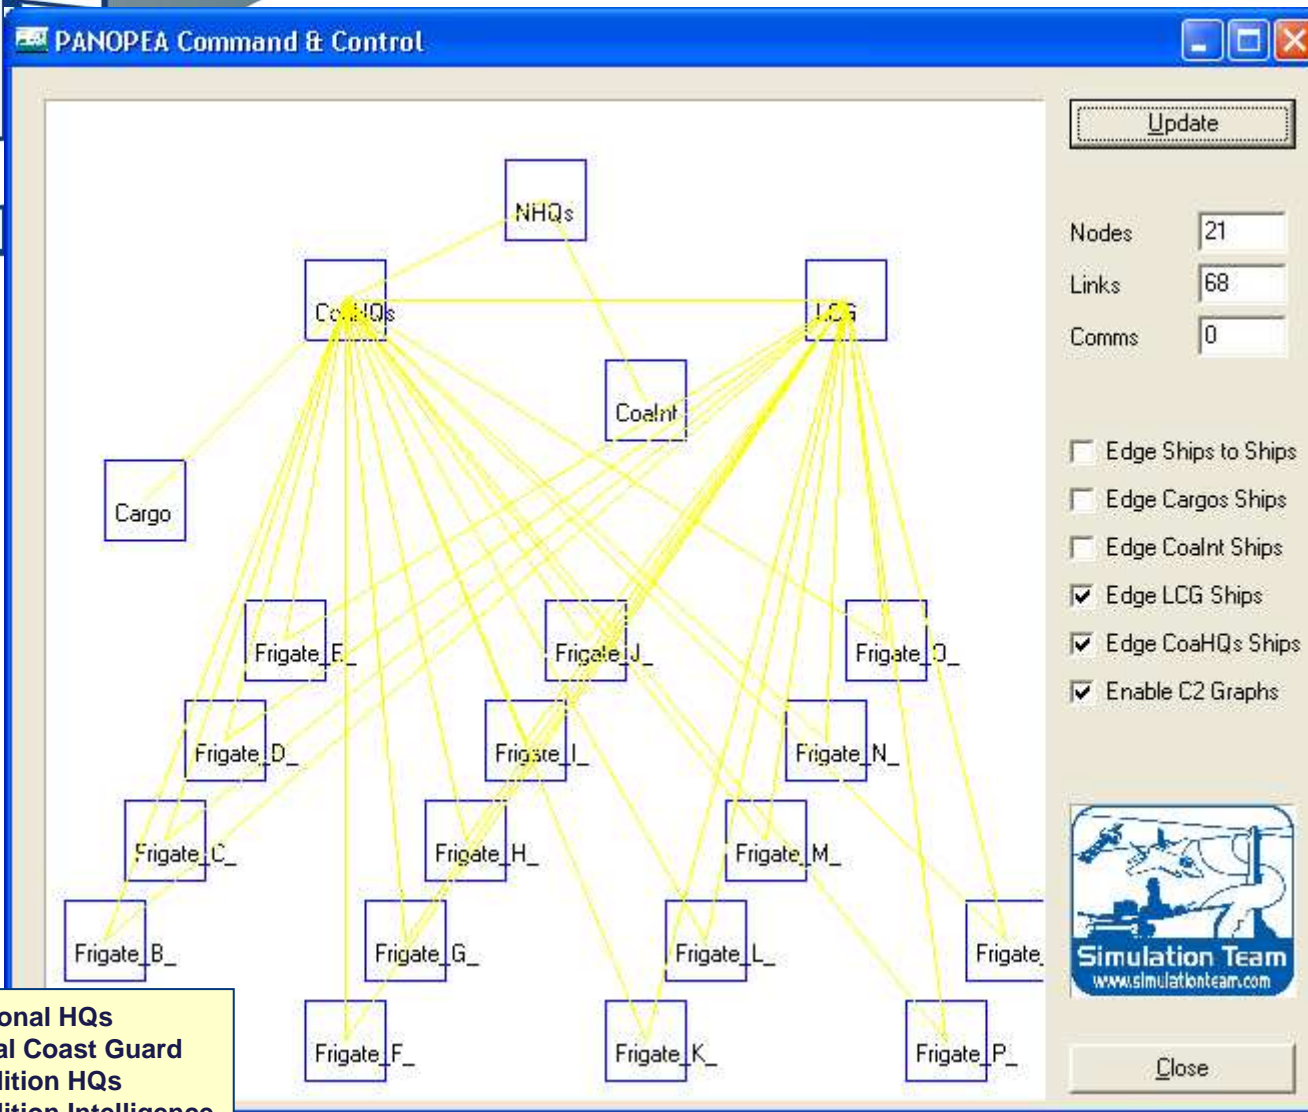 PANOPEA Command & Control
Update
NHQs
Nodes 21
CoaHQs
LCG
Links 68
Comms 0
CoaInt
Edge Ships to Ships
Cargo
Edge Cargos Ships
Edge CoaInt Ships
Edge LCG Ships
Frigate_E_
Frigate_J_
Frigate_O_
Edge CoaHQs Ships
Enable C2 Graphs
Frigate_D_
Frigate_I_
Frigate_N_
Frigate_C_
Frigate_H_
Frigate_M_
Frigate_B_
Frigate_G_
Frigate_L_
Frigate_
Simulation Team
www.simulationteam.com
Frigate_F_
Frigate_K_
Frigate_P_
Close
onal HQs
al Coast Guard
lition HQs
lition Intelligence